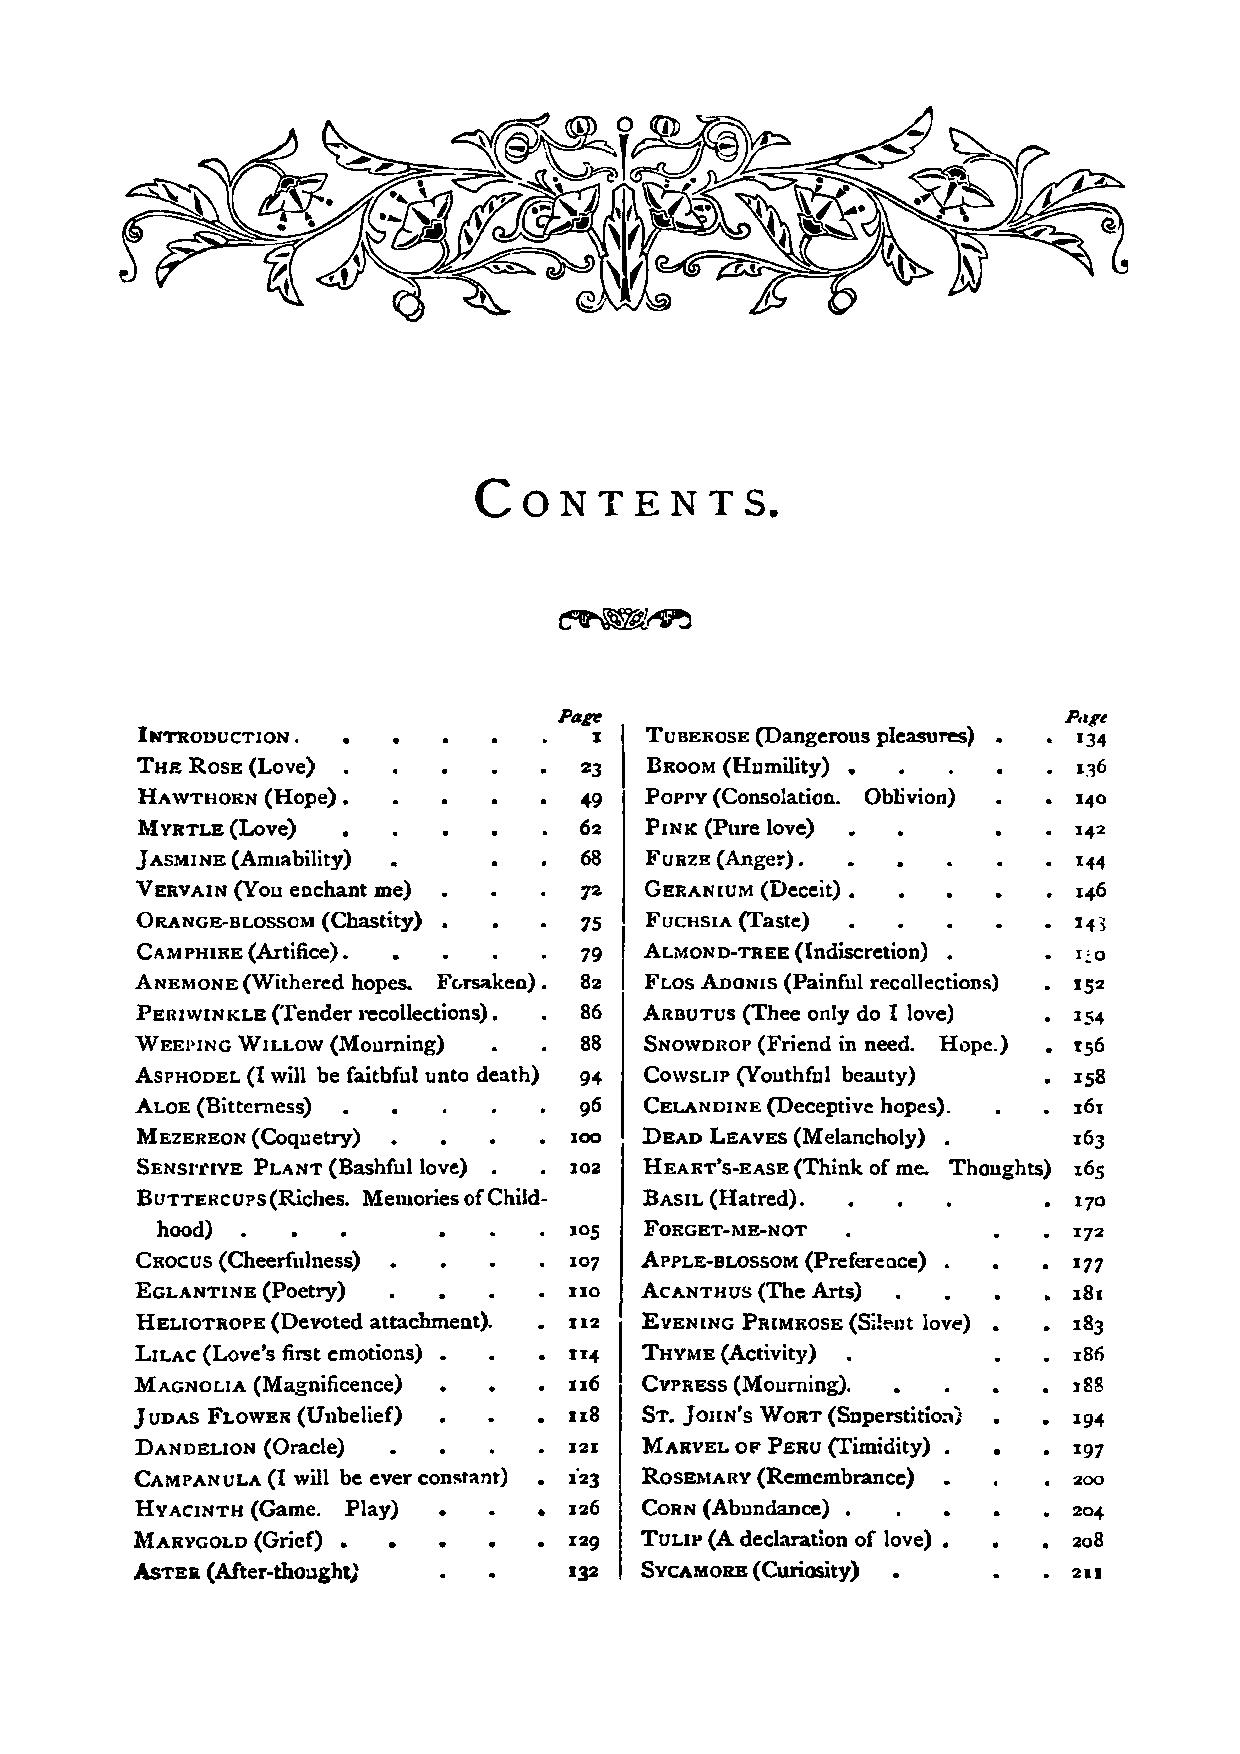 CONTENTS.
Page
INTRODUCTION . . . . . . 1
THE ROSE (Love) . . . . . 23
HAWTHORN (Hope) . . . . . 49
MYRTLE (Love) . . . . . 62
JASMINE (Amiability) . . . 68
VERVAIN (You enchant me) . . . 72
ORANGE-BLOSSOM (Chastity) . . . 75
CAMPHIRE (Artifice) . . . . . 79
ANEMONE (Withered hopes. Forsaken) . 82
PERIWINKLE (Tender recollections) . . 86
WEEPING WILLOW (Mourning) . . 88
ASPHODEL (I will be faithful unto death) 94
ALOE (Bitterness) . . . . . 96
MEZEREON (Coquetry) . . . . 100
SENSITIVE PLANT (Bashful love) . . 102
BUTTERCUPS (Riches. Memories of Child-
hood) . . . . . . 105
CROCUS (Cheerfulness) . . . . 107
EGLANTINE (Poetry) . . . . 110
HELIOTROPE (Devoted attachment). . 112
LILAC (Love's first emotions) . . . 114
MAGNOLIA (Magnificence) . . . 116
JUDAS FLOWER (Unbelief) . . . 118
DANDELION (Oracle) . . . . 121
CAMPANULA (I will be ever constant) . 123
HYACINTH (Game. Play) . . . 126
MARYGOLD (Grief) . . . . . 129
ASTER (After-thought) . . 132
Page
TUBEROSE (Dangerous pleasures) . . 134
BROOM (Humility) . . . . . 136
POPPY (Consolation. Oblivion) . . 140
PINK (Pure love) . . . . 142
FURZE (Anger) . . . . . . 144
GERANIUM (Deceit) . . . . . 146
FUCHSIA (Taste) . . . . .
ALMOND-TREE (Indiscretion) . .
FLOS ADONIS (Painful recollections) . 152
ARBUTUS (Thee only do I love) . 154
SNOWDROP (Friend in need. Hope.) . 156
COWSLIP (Youthful beauty) . 158
CELANDINE (Deceptive hopes). . . 161
DEAD LEAVES (Melancholy) . 163
HEART'S-EASE (Think of me. Thoughts) 165
BASIL (Hatred). . . . . 170
FORGET-ME-NOT . . . 172
APPLE-BLOSSOM (Preference) . . . 177
ACANTHUS (The Arts) . . . . 181
EVENING PRIMROSE (Silent love) . . 183
THYME (Activity) . . . 186
CYPRESS (Mourning). . . . . 188
ST. JOHN'S WORT (Superstition) . . 194
MARVEL OF PERU (Timidity) . . . 197
ROSEMARY (Remembrance) . . . 200
CORN (Abundance) . . . . . 204
TULIP (A declaration of love) . . . 208
SYCAMORE (Curiosity) . . . 211